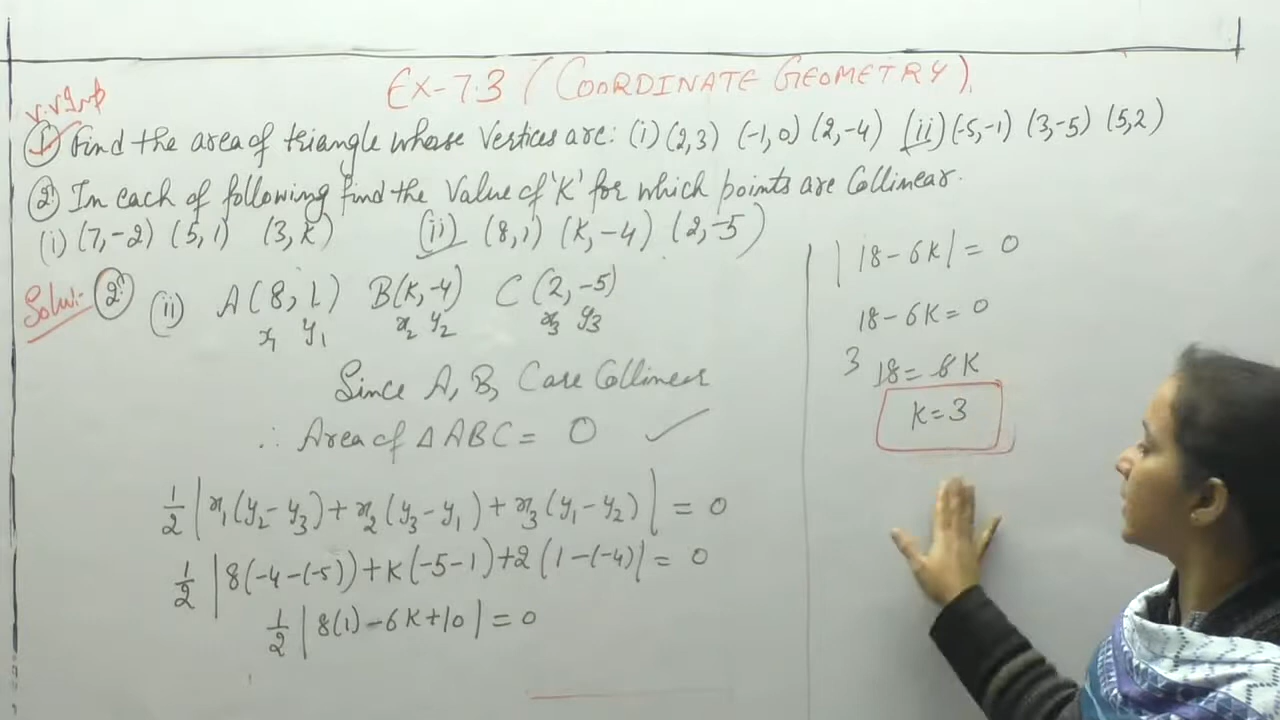 EX-7.3 (COORDINATE GEOMETRY).
V.V Imp
① Find the area of triangle whose vertices are: (i) (2,3) (-1,0) (2,-4) (ii) (-5,-1) (3,-5) (5,2)
② In each of following find the Value of 'K' for which points are Collinear.
(i) (7,-2) (5,1) (3,K) (ii) (8,1) (K,-4) (2,-5)
Solu:- ② (ii) A(8,1) B(K,-4) C(2,-5)
x₁ y₁ x₂ y₂ x₃ y₃
Since A, B, C are Collinear
∴ Area of △ABC = 0 ✓
1/2 |x₁(y₂-y₃)+x₂(y₃-y₁)+x₃(y₁-y₂)| = 0
1/2 |8(-4-(-5))+K(-5-1)+2(1-(-4)| = 0
1/2 |8(1)-6K+10| = 0
|18-6K| = 0
18-6K = 0
3 18 = 6K
K=3